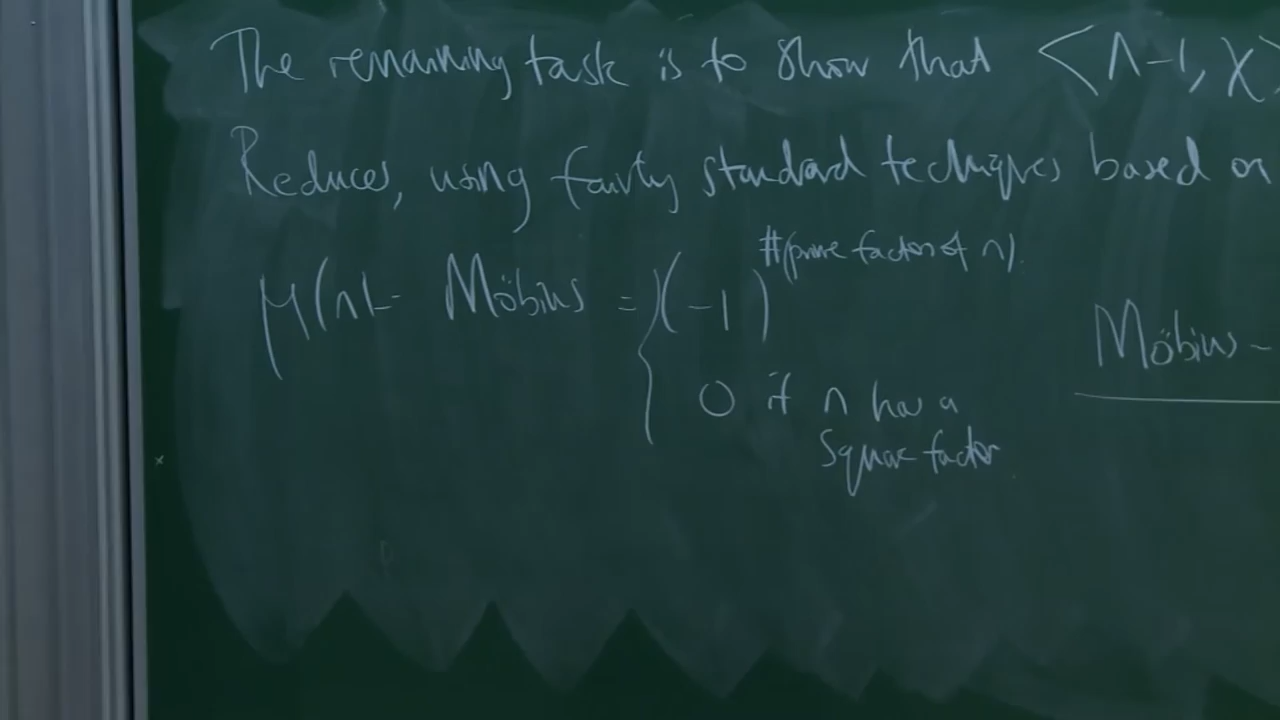 The remaining task is to show that <Λ-1, χ>
Reduces, using fairly standard techniques based on
#(prime factor of n).
μ(n) - Möbius = { (-1)
Möbius -
0 if n has a
square factor